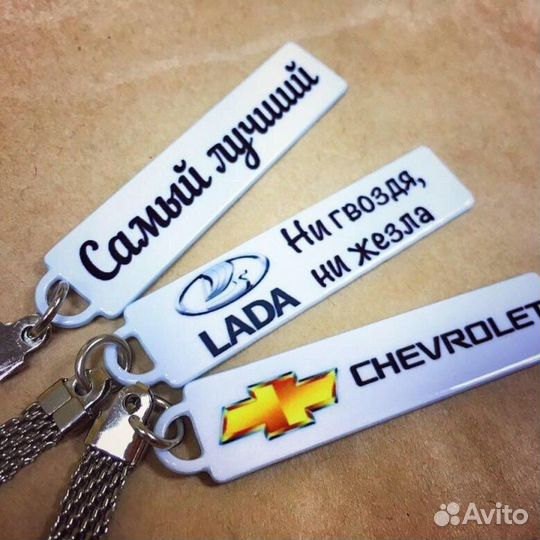 Самый лучший
LADA
Ни гвоздя,
ни жезла
CHEVROLET
Avito